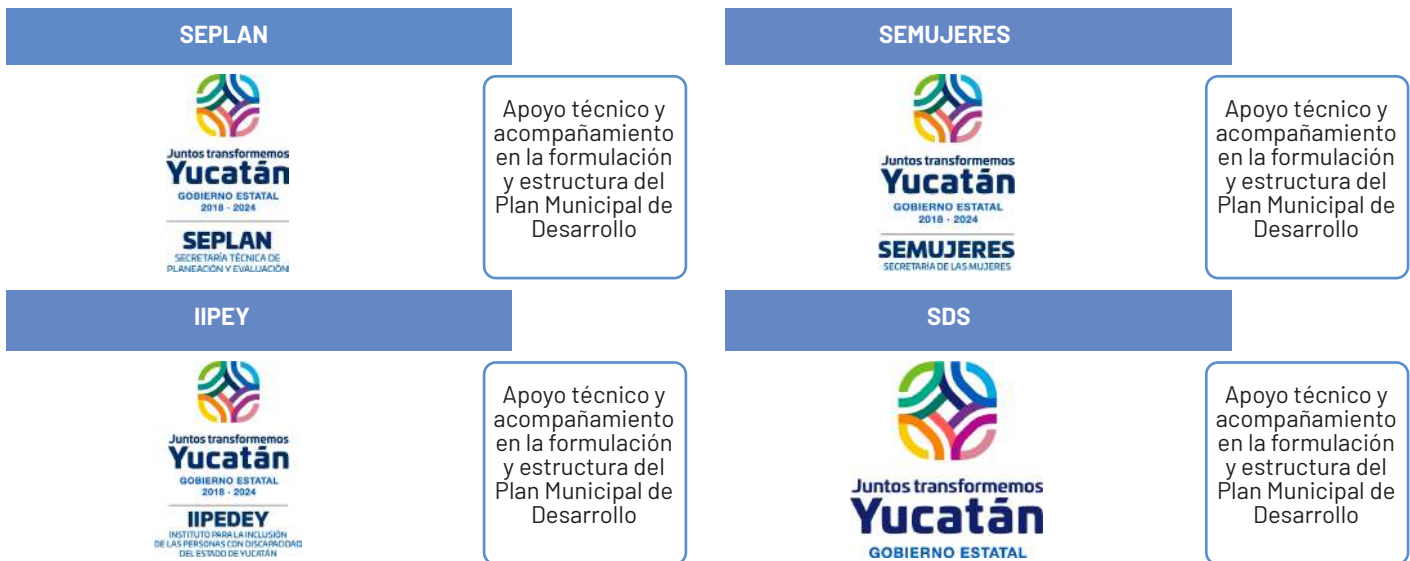 SEPLAN
Juntos transformemos
Yucatán
GOBIERNO ESTATAL
2018 - 2024
SEPLAN
SECRETARÍA TÉCNICA DE
PLANEACIÓN Y EVALUACIÓN
Apoyo técnico y
acompañamiento
en la formulación
y estructura del
Plan Municipal de
Desarrollo
SEMUJERES
Juntos transformemos
Yucatán
GOBIERNO ESTATAL
2018 - 2024
SEMUJERES
SECRETARÍA DE LAS MUJERES
Apoyo técnico y
acompañamiento
en la formulación
y estructura del
Plan Municipal de
Desarrollo
IIPEY
Juntos transformemos
Yucatán
GOBIERNO ESTATAL
2018 - 2024
IIPEDEY
INSTITUTO PARA LA INCLUSIÓN
DE LAS PERSONAS CON DISCAPACIDAD
DEL ESTADO DE YUCATÁN
Apoyo técnico y
acompañamiento
en la formulación
y estructura del
Plan Municipal de
Desarrollo
SDS
Juntos transformemos
Yucatán
GOBIERNO ESTATAL
Apoyo técnico y
acompañamiento
en la formulación
y estructura del
Plan Municipal de
Desarrollo